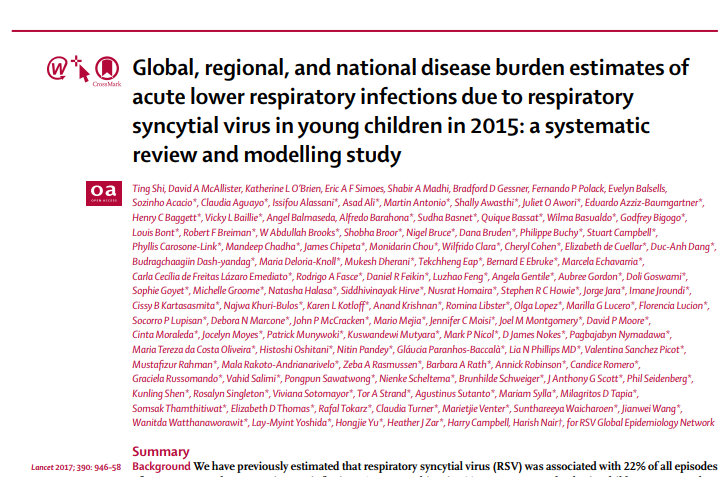 CrossMark
Global, regional, and national disease burden estimates of
acute lower respiratory infections due to respiratory
syncytial virus in young children in 2015: a systematic
review and modelling study
oa
OPEN ACCESS
Ting Shi, David A McAllister, Katherine L O'Brien, Eric A F Simoes, Shabir A Madhi, Bradford D Gessner, Fernando P Polack, Evelyn Balsells,
Sozinho Acacio*, Claudia Aguayo*, Issifou Alassani*, Asad Ali*, Martin Antonio*, Shally Awasthi*, Juliet O Awori*, Eduardo Azziz-Baumgartner*,
Henry C Baggett*, Vicky L Baillie*, Angel Balmaseda, Alfredo Barahona*, Sudha Basnet*, Quique Bassat*, Wilma Basualdo*, Godfrey Bigogo*,
Louis Bont*, Robert F Breiman*, W Abdullah Brooks*, Shobha Broor*, Nigel Bruce*, Dana Bruden*, Philippe Buchy*, Stuart Campbell*,
Phyllis Carosone-Link*, Mandeep Chadha*, James Chipeta*, Monidarin Chou*, Wilfrido Clara*, Cheryl Cohen*, Elizabeth de Cuellar*, Duc-Anh Dang*,
Budragchaagiin Dash-yandag*, Maria Deloria-Knoll*, Mukesh Dherani*, Tekchheng Eap*, Bernard E Ebruke*, Marcela Echavarria*,
Carla Cecília de Freitas Lázaro Emediato*, Rodrigo A Fasce*, Daniel R Feikin*, Luzhao Feng*, Angela Gentile*, Aubree Gordon*, Doli Goswami*,
Sophie Goyet*, Michelle Groome*, Natasha Halasa*, Siddhivinayak Hirve*, Nusrat Homaira*, Stephen R C Howie*, Jorge Jara*, Imane Jroundi*,
Cissy B Kartasasmita*, Najwa Khuri-Bulos*, Karen L Kotloff*, Anand Krishnan*, Romina Libster*, Olga Lopez*, Marilla G Lucero*, Florencia Lucion*,
Socorro P Lupisan*, Debora N Marcone*, John P McCracken*, Mario Mejia*, Jennifer C Moisi*, Joel M Montgomery*, David P Moore*,
Cinta Moraleda*, Jocelyn Moyes*, Patrick Munywoki*, Kuswandewi Mutyara*, Mark P Nicol*, D James Nokes*, Pagbajabyn Nymadawa*,
Maria Tereza da Costa Oliveira*, Histoshi Oshitani*, Nitin Pandey*, Gláucia Paranhos-Baccalà*, Lia N Phillips MD*, Valentina Sanchez Picot*,
Mustafizur Rahman*, Mala Rakoto-Andrianarivelo*, Zeba A Rasmussen*, Barbara A Rath*, Annick Robinson*, Candice Romero*,
Graciela Russomando*, Vahid Salimi*, Pongpun Sawatwong*, Nienke Scheltema*, Brunhilde Schweiger*, J Anthony G Scott*, Phil Seidenberg*,
Kunling Shen*, Rosalyn Singleton*, Viviana Sotomayor*, Tor A Strand*, Agustinus Sutanto*, Mariam Sylla*, Milagritos D Tapia*,
Somsak Thamthitiwat*, Elizabeth D Thomas*, Rafal Tokarz*, Claudia Turner*, Marietjie Venter*, Sunthareeya Waicharoen*, Jianwei Wang*,
Wanitda Watthanaworawit*, Lay-Myint Yoshida*, Hongjie Yu*, Heather J Zar*, Harry Campbell, Harish Nair†, for RSV Global Epidemiology Network
Summary
Lancet 2017; 390: 946–58
Background We have previously estimated that respiratory syncytial virus (RSV) was associated with 22% of all episodes